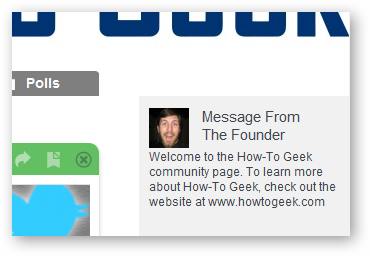 Polls
Message From
The Founder
Welcome to the How-To Geek
community page. To learn more
about How-To Geek, check out the
website at www.howtogeek.com